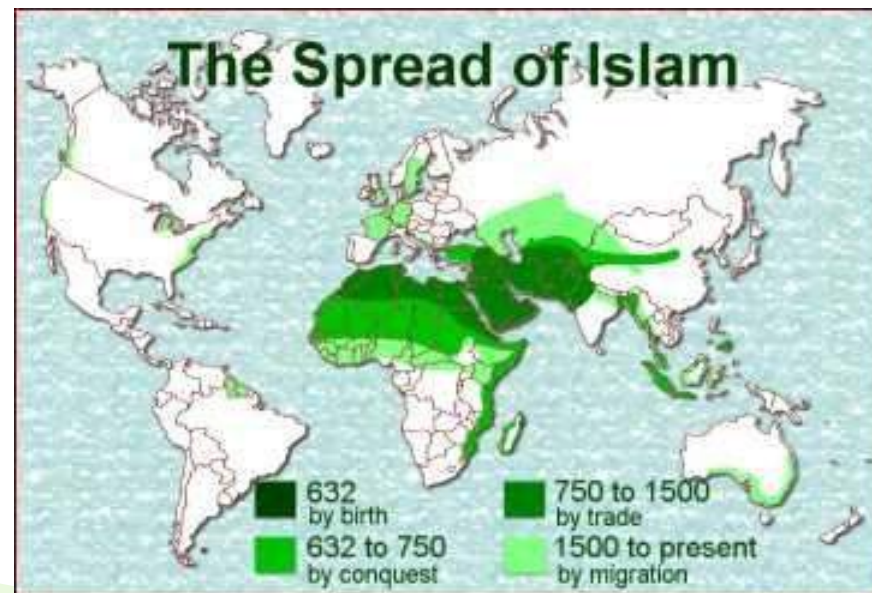 The Spread of Islam
632
by birth
750 to 1500
by trade
632 to 750
by conquest
1500 to present
by migration